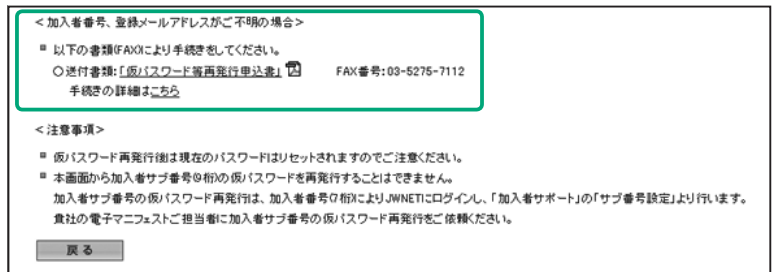 <加入者番号、登録メールアドレスがご不明の場合>
以下の書類(FAX)により手続きをしてください。
○送付書類:「仮パスワード等再発行申込書」 FAX番号:03-5275-7112
手続きの詳細はこちら
<注意事項>
仮パスワード再発行後は現在のパスワードはリセットされますのでご注意ください。
本画面から加入者サブ番号(9桁)の仮パスワードを再発行することはできません。
加入者サブ番号の仮パスワード再発行は、加入者番号(7桁)によりJWNETにログインし、「加入者サポート」の「サブ番号設定」より行います。
貴社の電子マニフェストご担当者に加入者サブ番号の仮パスワード再発行をご依頼ください。
戻る